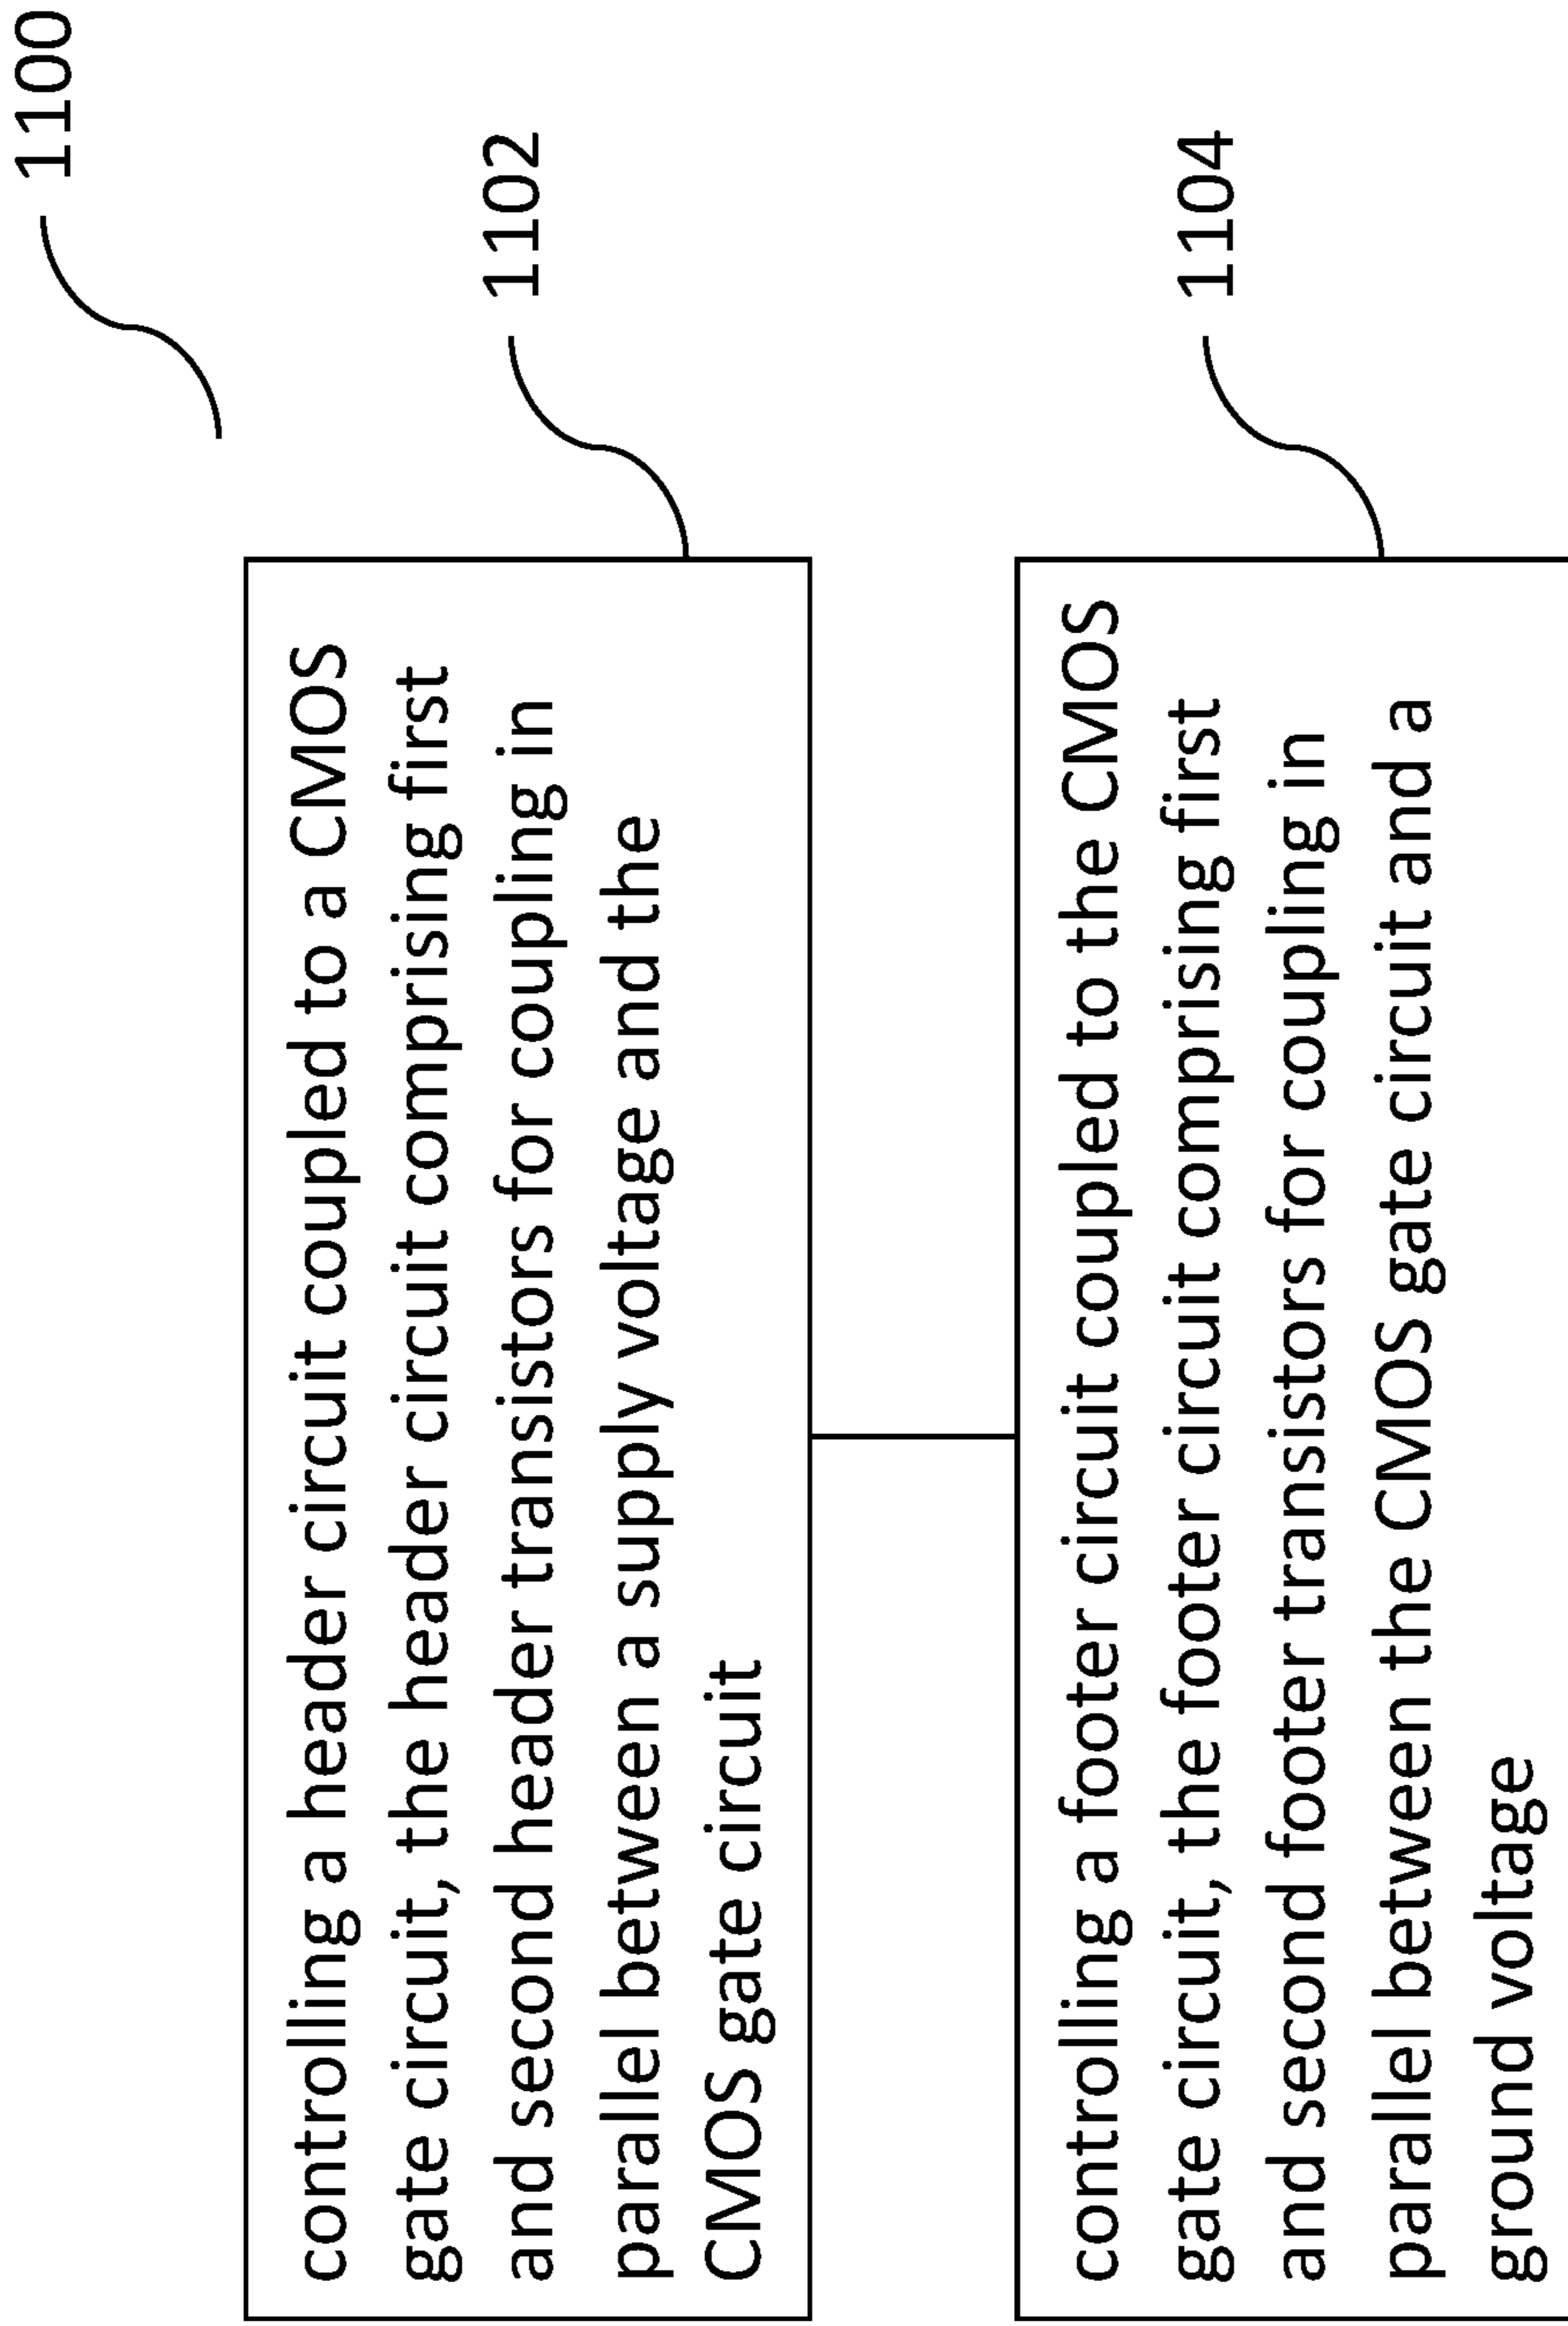 1100
controlling a header circuit coupled to a CMOS
gate circuit, the header circuit comprising first
and second header transistors for coupling in
parallel between a supply voltage and the
CMOS gate circuit
1102
controlling a footer circuit coupled to the CMOS
gate circuit, the footer circuit comprising first
and second footer transistors for coupling in
parallel between the CMOS gate circuit and a
ground voltage
1104